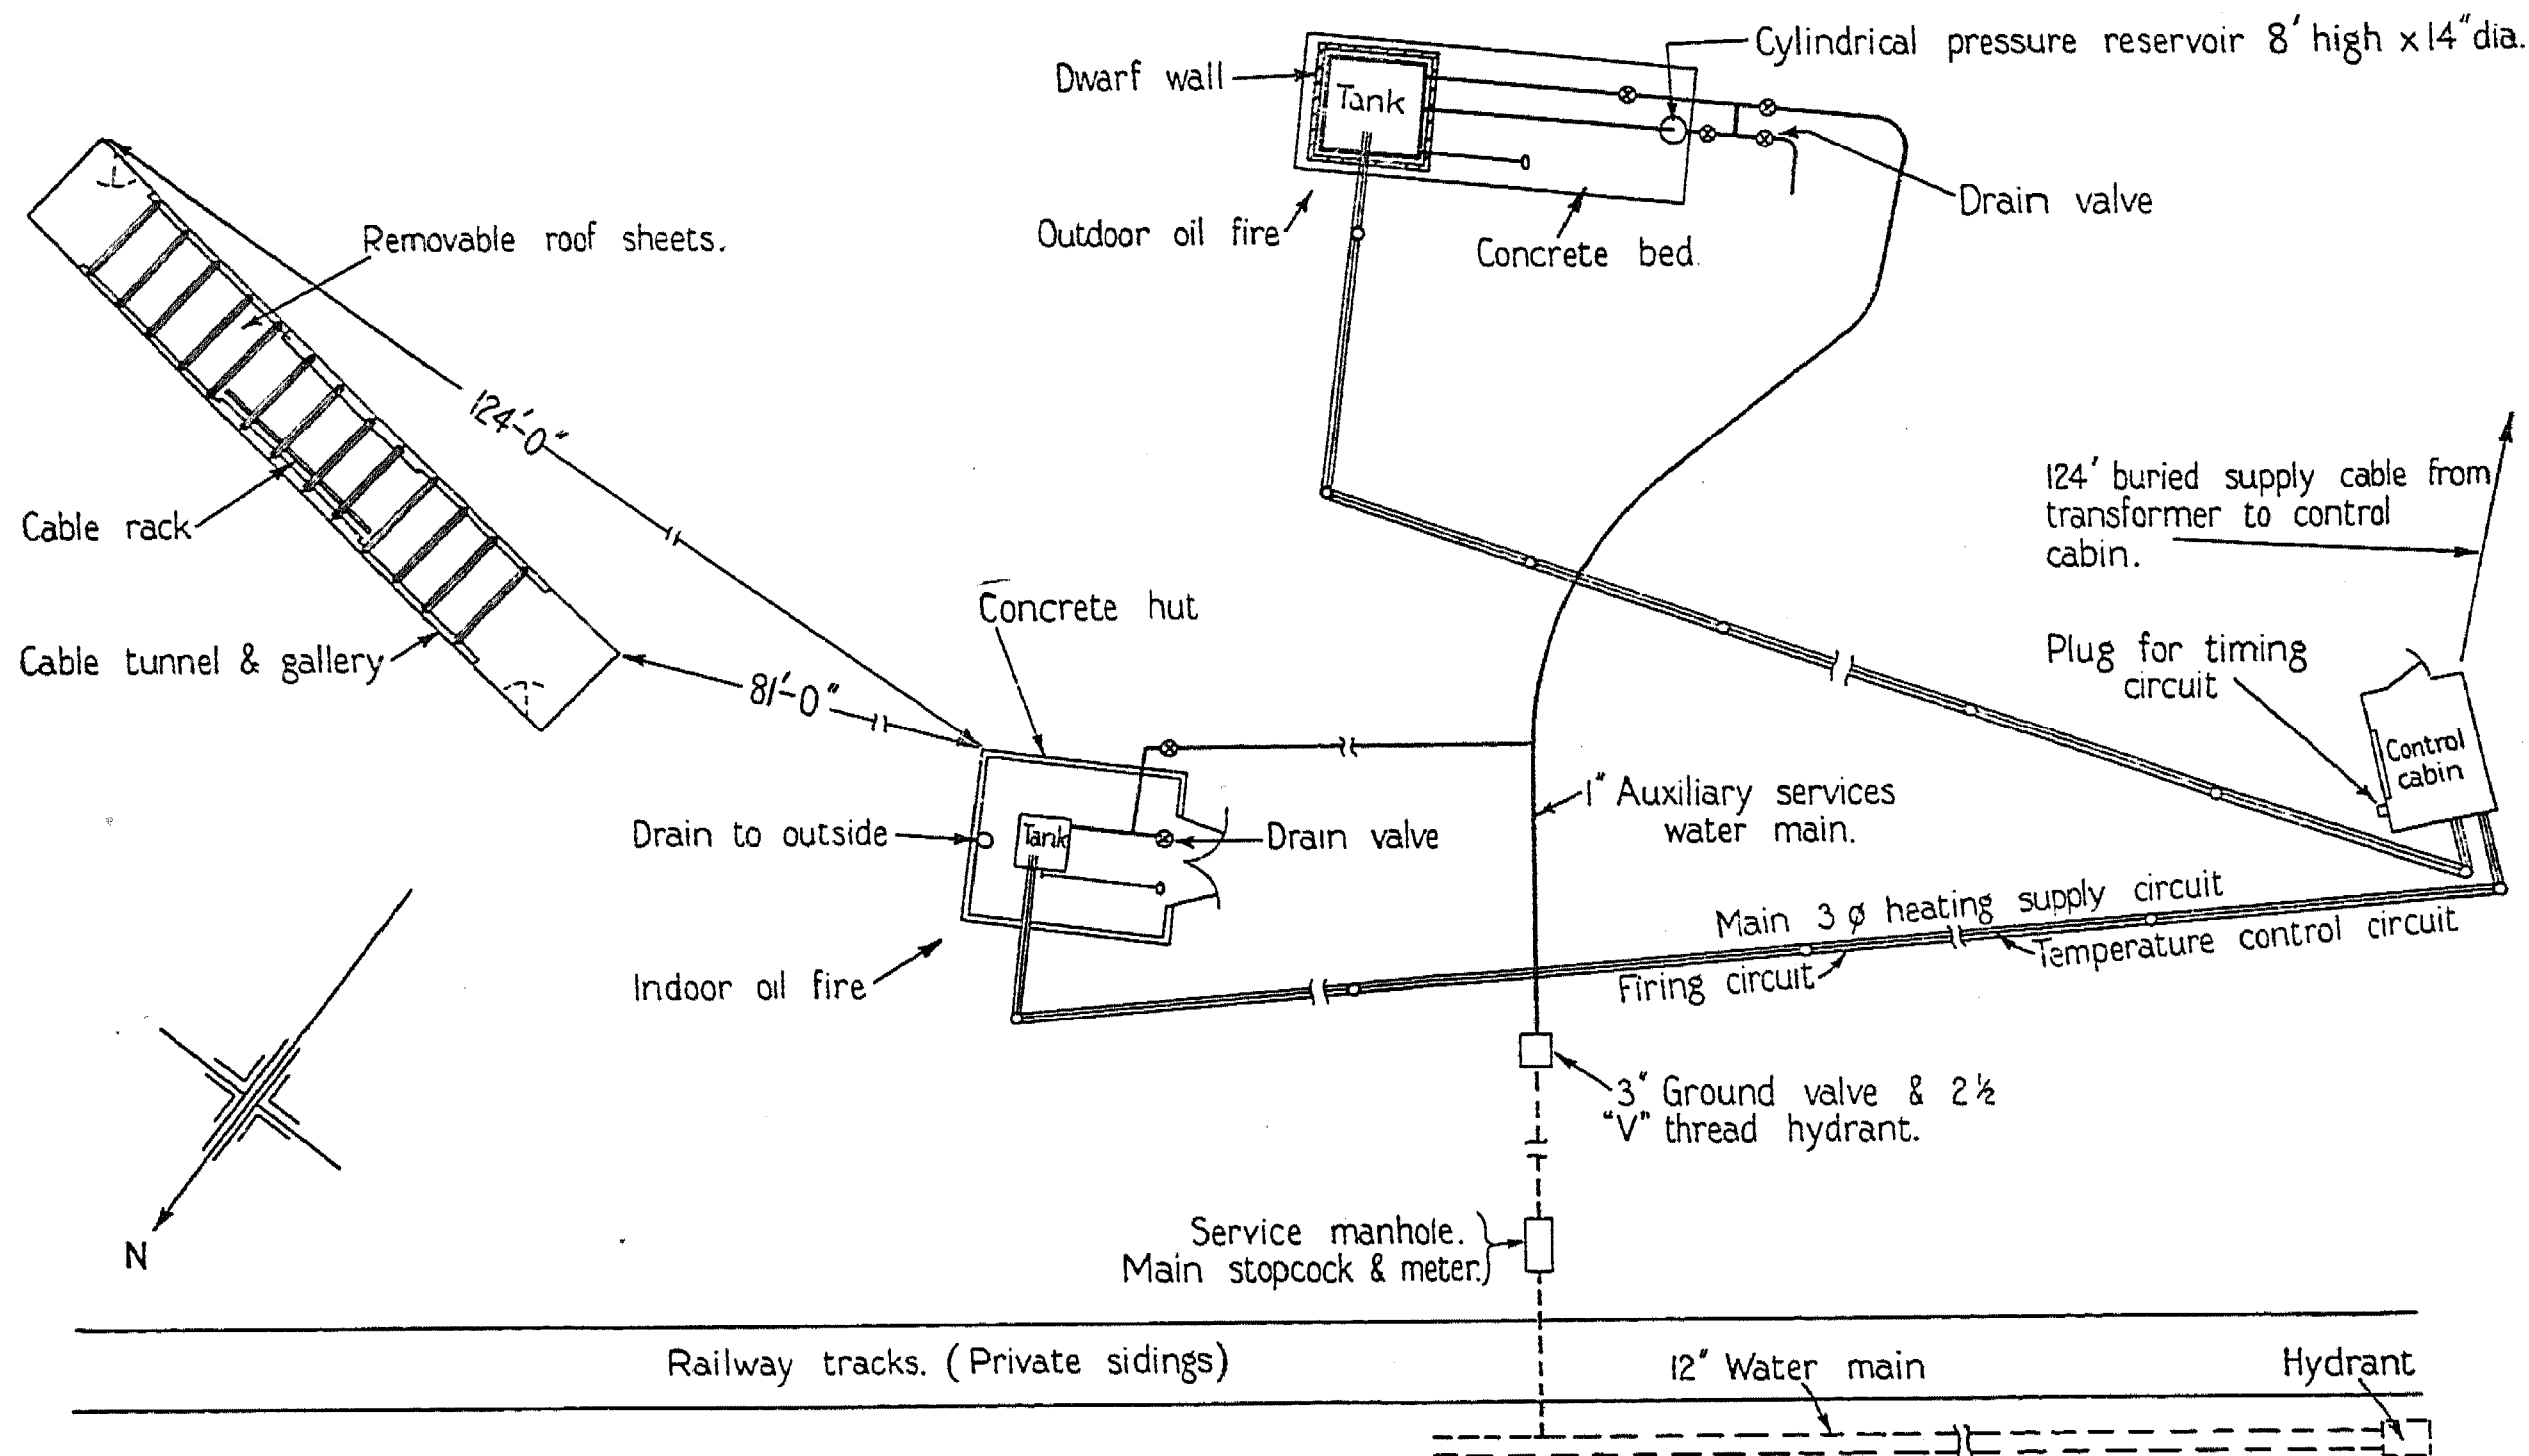 Cylindrical pressure reservoir 8' high x 14" dia.
Dwarf wall
Tank
Drain valve
Removable roof sheets.
Outdoor oil fire
Concrete bed.
124'-0"
124' buried supply cable from
transformer to control
cabin.
Cable rack
Concrete hut
Cable tunnel & gallery
Plug for timing
circuit
81'-0"
Control
cabin
1" Auxiliary services
water main.
Drain to outside
Tank
Drain valve
Main 3 ø heating supply circuit
Temperature control circuit
Firing circuit
Indoor oil fire
3" Ground valve & 2½
"V" thread hydrant.
N
Service manhole.
Main stopcock & meter.
Railway tracks. (Private sidings)
12" Water main
Hydrant